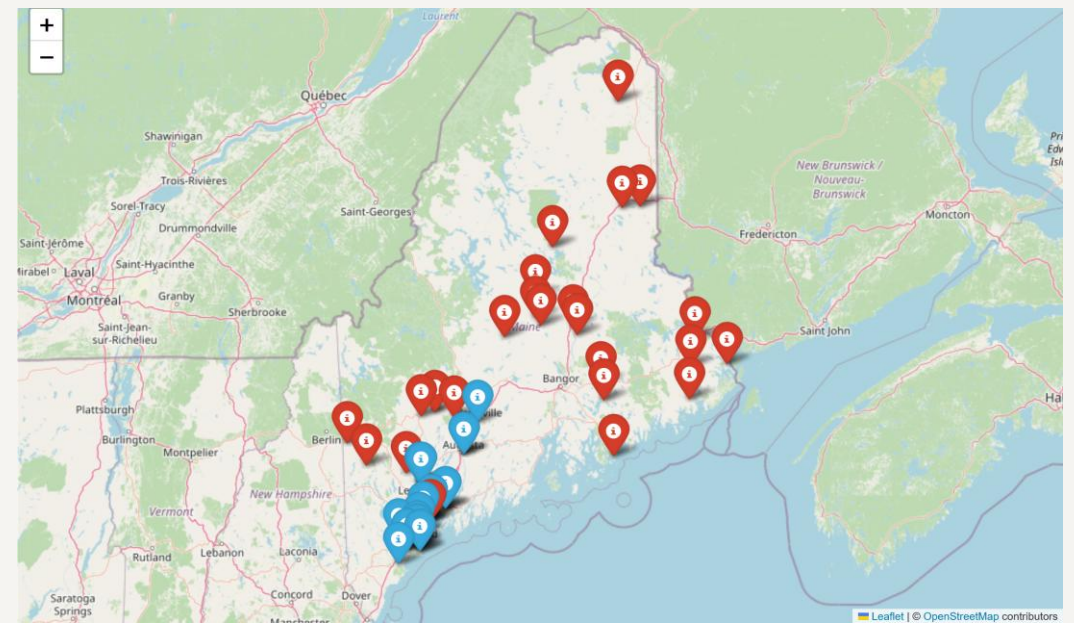 +
−
Laurent
Québec
Shawinigan
Trois-Rivières
Sorel-Tracy
Saint-Georges
Drummondville
New Brunswick /
Nouveau-
Brunswick
Moncton
Fredericton
Saint-Jérôme
Saint-Hyacinthe
Laval
Granby
Montréal
Sherbrooke
Saint-Jean-
sur-Richelieu
Saint John
Bangor
Plattsburgh
Burlington
Berlin
Montpelier
New Hampshire
Vermont
Rutland
Lebanon
Laconia
Concord
Dover
Saratoga
Springs
Manchester
Leaflet | © OpenStreetMap contributors